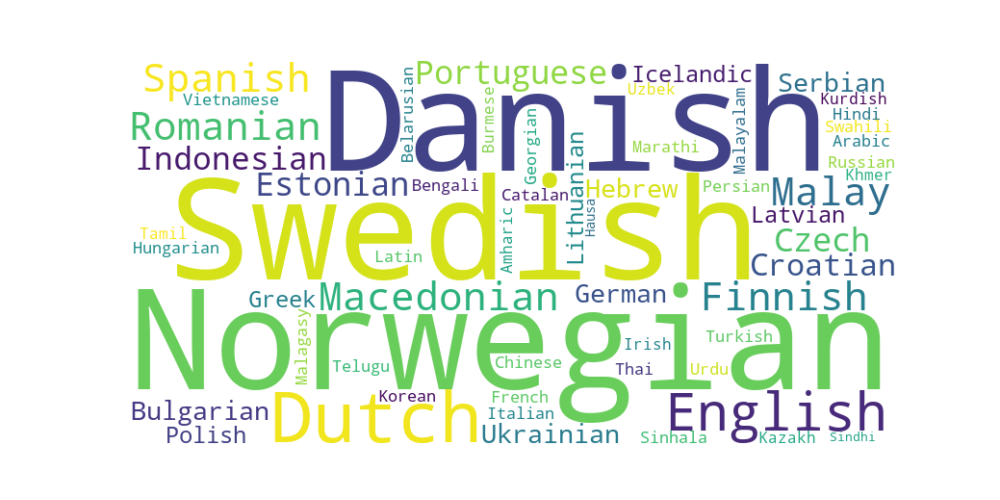 Spanish
Vietnamese
Romanian
Indonesian
Danish
Belarusian
Portuguese
Burmese
Georgian
Icelandic
Uzbek
Marathi
Malayalam
Serbian
Kurdish
Hindi
Swahili
Arabic
Russian
Khmer
Estonian
Bengali
Catalan
Lithuanian
Hausa
Hebrew
Persian
Malay
Latvian
Swedish
Tamil
Hungarian
Latin
Amharic
Czech
Croatian
Norwegian
Greek
Macedonian
German
Finnish
Malagasy
Telugu
Chinese
Irish
Thai
Turkish
Urdu
Bulgarian
Polish
Dutch
Korean
French
Italian
Ukrainian
English
Sinhala
Kazakh
Sindhi